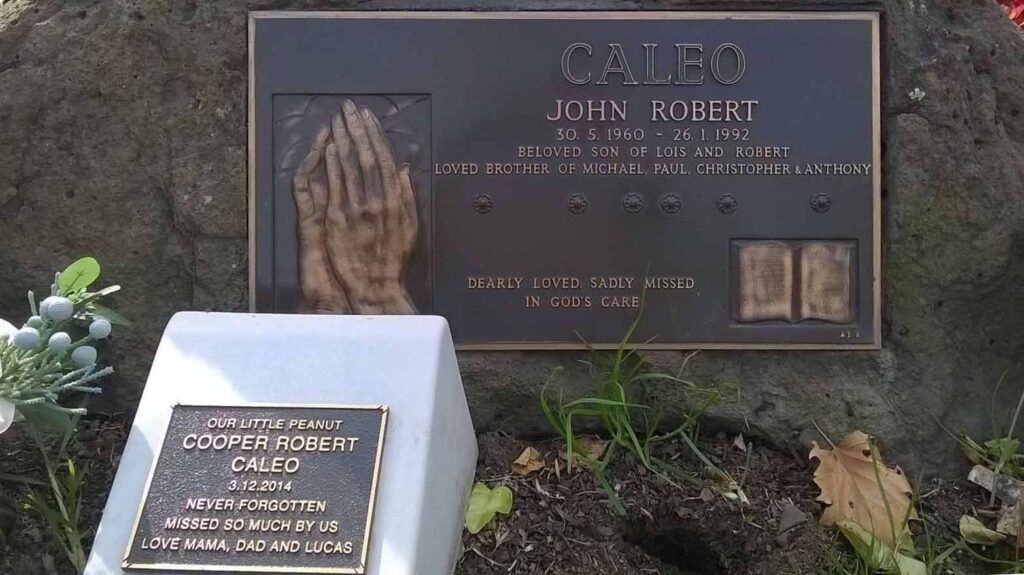 CALEO
JOHN ROBERT
30. 5. 1960 - 26. 1. 1992
BELOVED SON OF LOIS AND ROBERT
LOVED BROTHER OF MICHAEL, PAUL, CHRISTOPHER & ANTHONY
DEARLY LOVED, SADLY MISSED
IN GOD'S CARE
OUR LITTLE PEANUT
COOPER ROBERT
CALEO
3.12.2014
NEVER FORGOTTEN
MISSED SO MUCH BY US
LOVE MAMA, DAD AND LUCAS